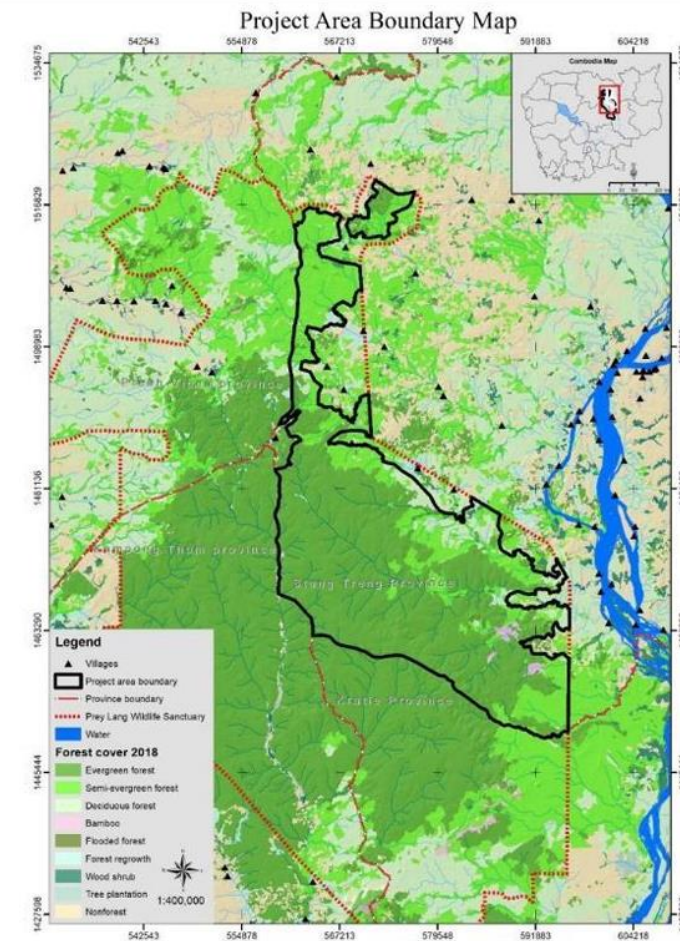 Project Area Boundary Map
542543 554878 567213 579548 591883 604218
Cambodia Map
1534675
1516829
1498983
1481136
1463290
1445444
1427598
Kampong Thom province
Stung Treng Province
Kratie Province
Legend
Villages
Project area boundary
Province boundary
Prey Lang Wildlife Sanctuary
Water
Forest cover 2018
Evergreen forest
Semi-evergreen forest
Deciduous forest
Bamboo
Flooded forest
Forest regrowth
Wood shrub
Tree plantation
Nonforest
1:400,000
542543 554878 567213 579548 591883 604218